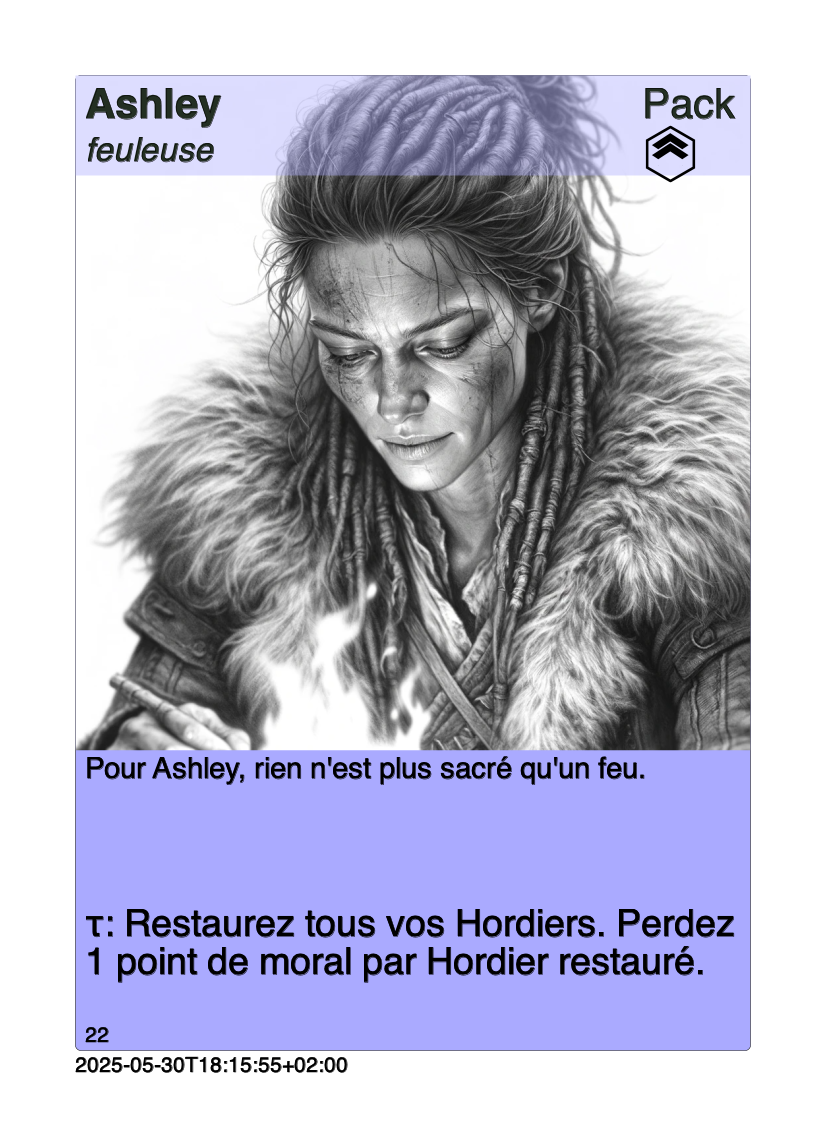 Ashley
Pack
feuleuse
Pour Ashley, rien n'est plus sacré qu'un feu.
τ: Restaurez tous vos Hordiers. Perdez
1 point de moral par Hordier restauré.
22
2025-05-30T18:15:55+02:00